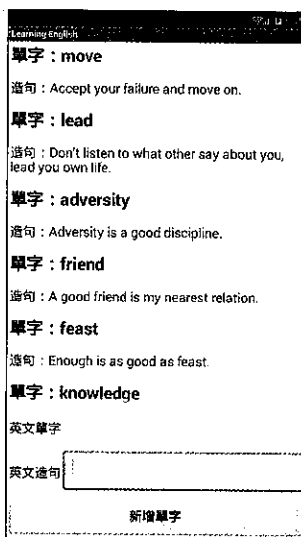 Learning English
單字：move
造句：Accept your failure and move on.
單字：lead
造句：Don't listen to what other say about you,
lead you own life.
單字：adversity
造句：Adversity is a good discipline.
單字：friend
造句：A good friend is my nearest relation.
單字：feast
造句：Enough is as good as feast.
單字：knowledge
英文單字
英文造句
新增單字